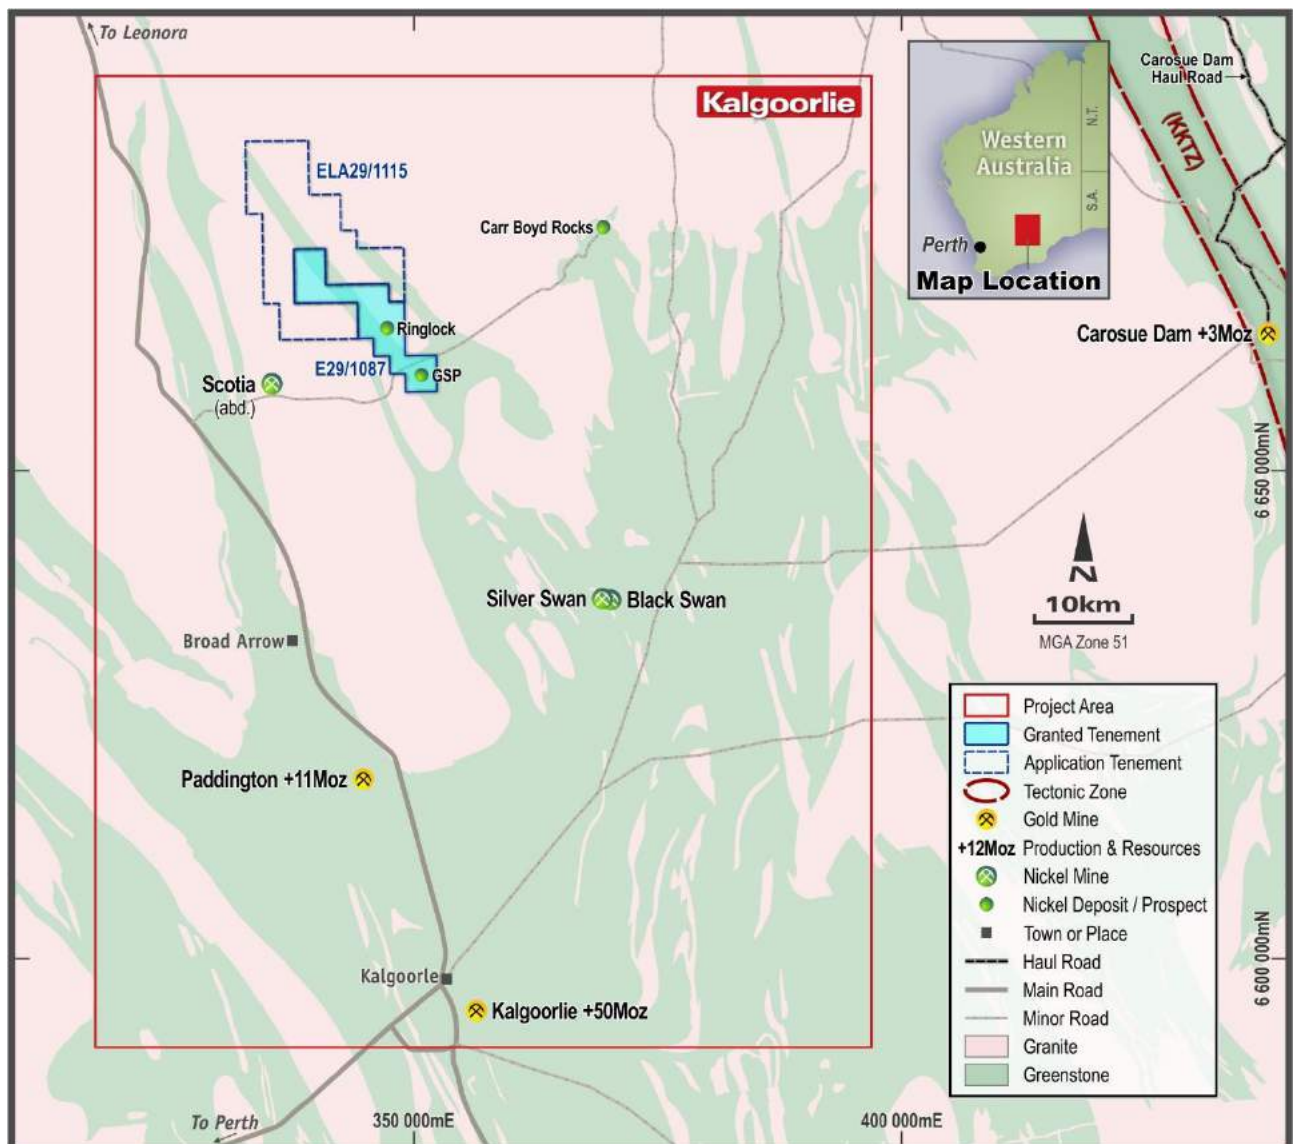 To Leonora
Kalgoorlie
Carosue Dam
Haul Road
(KKTZ)
N.T.
Western
Australia
S.A.
Perth
Map Location
ELA29/1115
Carr Boyd Rocks
Ringlock
Carosue Dam +3Moz
E29/1087
GSP
Scotia
(abd.)
6 650 000mN
N
10km
MGA Zone 51
Silver Swan
Black Swan
Broad Arrow
Paddington +11Moz
Project Area
Granted Tenement
Application Tenement
Tectonic Zone
Gold Mine
+12Moz Production & Resources
Nickel Mine
Nickel Deposit / Prospect
Town or Place
Haul Road
Main Road
Minor Road
Granite
Greenstone
6 600 000mN
Kalgoorle
Kalgoorlie +50Moz
To Perth
350 000mE
400 000mE